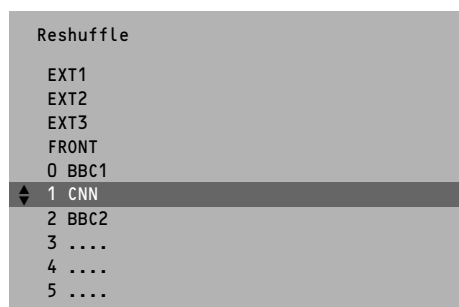 Reshuffle
EXT1
EXT2
EXT3
FRONT
0 BBC1
1 CNN
2 BBC2
3 ....
4 ....
5 ....